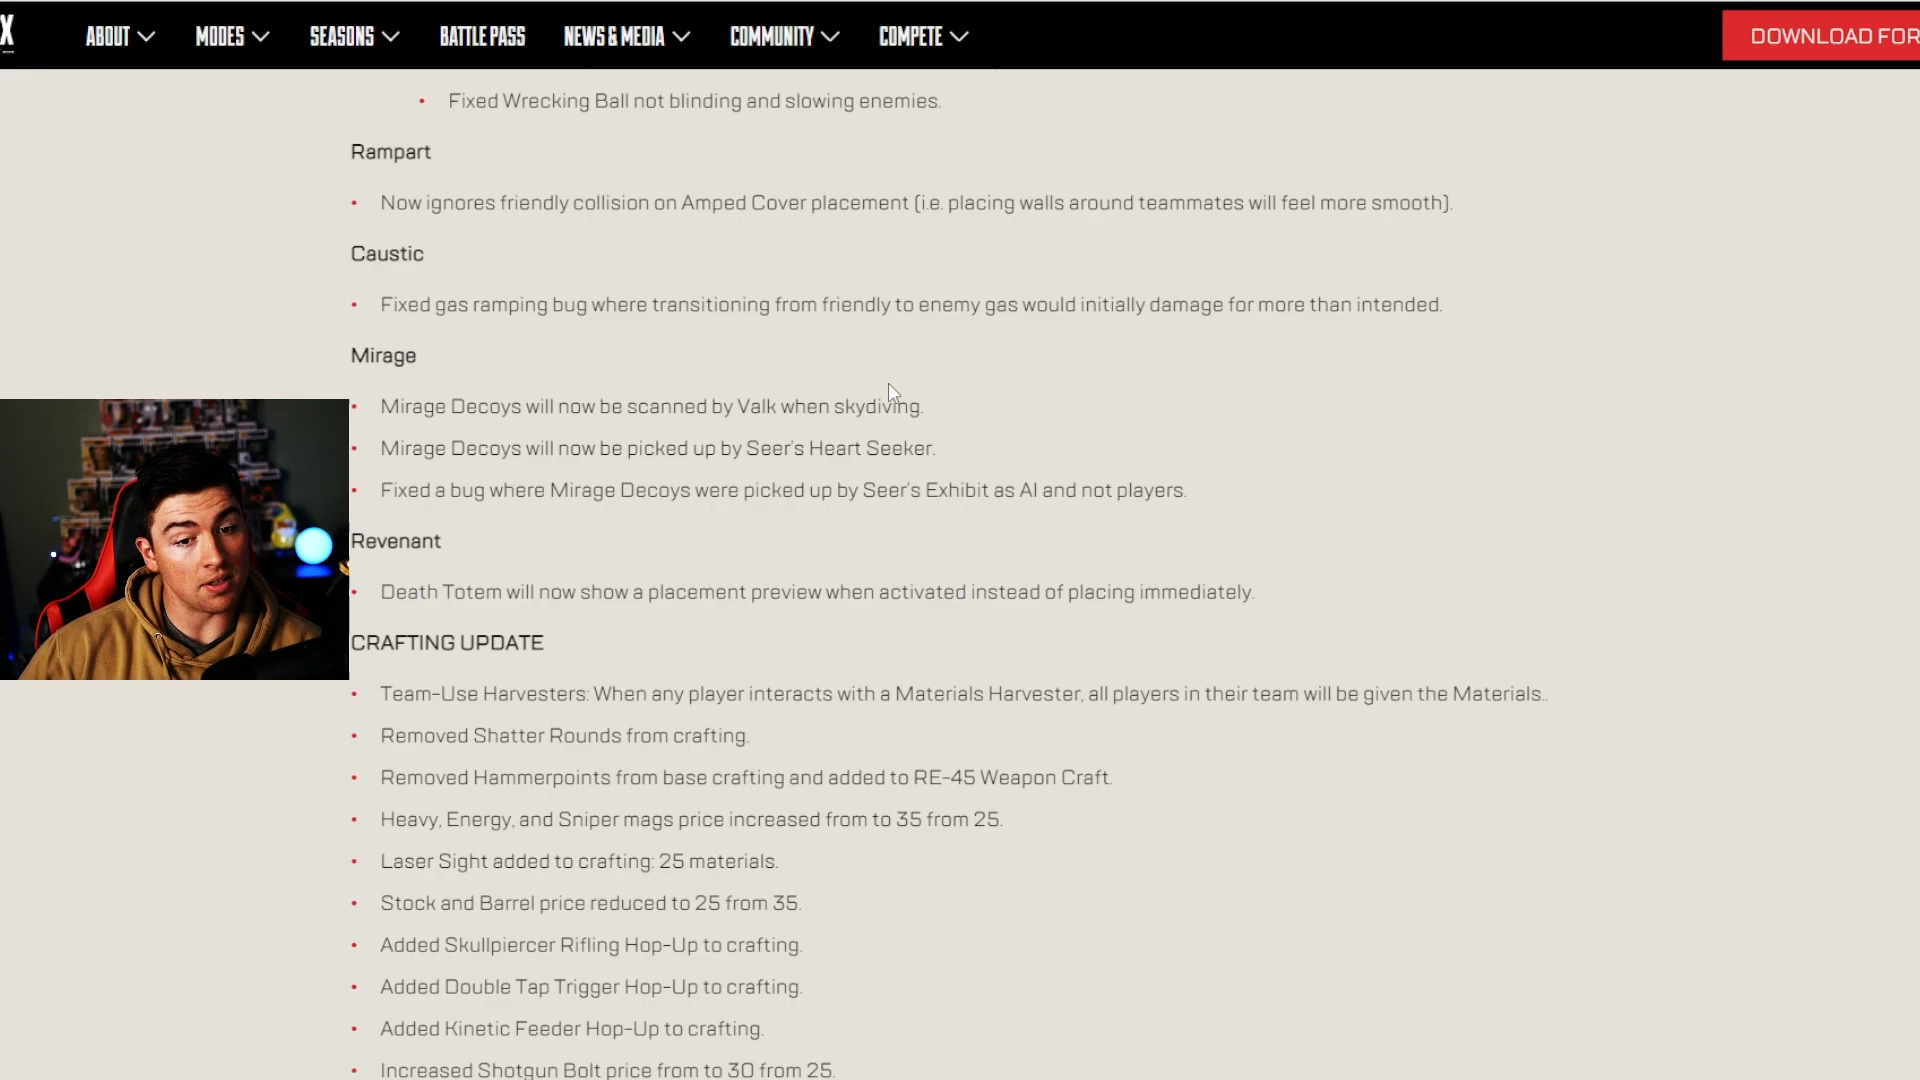 X
ABOUT MODES SEASONS BATTLE PASS NEWS & MEDIA COMMUNITY COMPETE DOWNLOAD FOR
• Fixed Wrecking Ball not blinding and slowing enemies.
Rampart
• Now ignores friendly collision on Amped Cover placement (i.e. placing walls around teammates will feel more smooth).
Caustic
• Fixed gas ramping bug where transitioning from friendly to enemy gas would initially damage for more than intended.
Mirage
• Mirage Decoys will now be scanned by Valk when skydiving.
• Mirage Decoys will now be picked up by Seer's Heart Seeker.
• Fixed a bug where Mirage Decoys were picked up by Seer's Exhibit as AI and not players.
Revenant
• Death Totem will now show a placement preview when activated instead of placing immediately.
CRAFTING UPDATE
• Team-Use Harvesters: When any player interacts with a Materials Harvester, all players in their team will be given the Materials..
• Removed Shatter Rounds from crafting.
• Removed Hammerpoints from base crafting and added to RE-45 Weapon Craft.
• Heavy, Energy, and Sniper mags price increased from to 35 from 25.
• Laser Sight added to crafting: 25 materials.
• Stock and Barrel price reduced to 25 from 35.
• Added Skullpiercer Rifling Hop-Up to crafting.
• Added Double Tap Trigger Hop-Up to crafting.
• Added Kinetic Feeder Hop-Up to crafting.
• Increased Shotgun Bolt price from to 30 from 25.